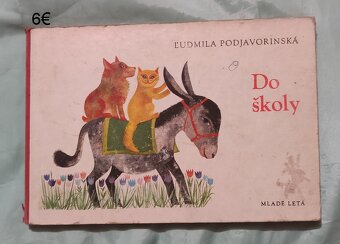 6€
ĽUDMILA PODJAVORINSKÁ
Do
školy
MLADÉ LETÁ